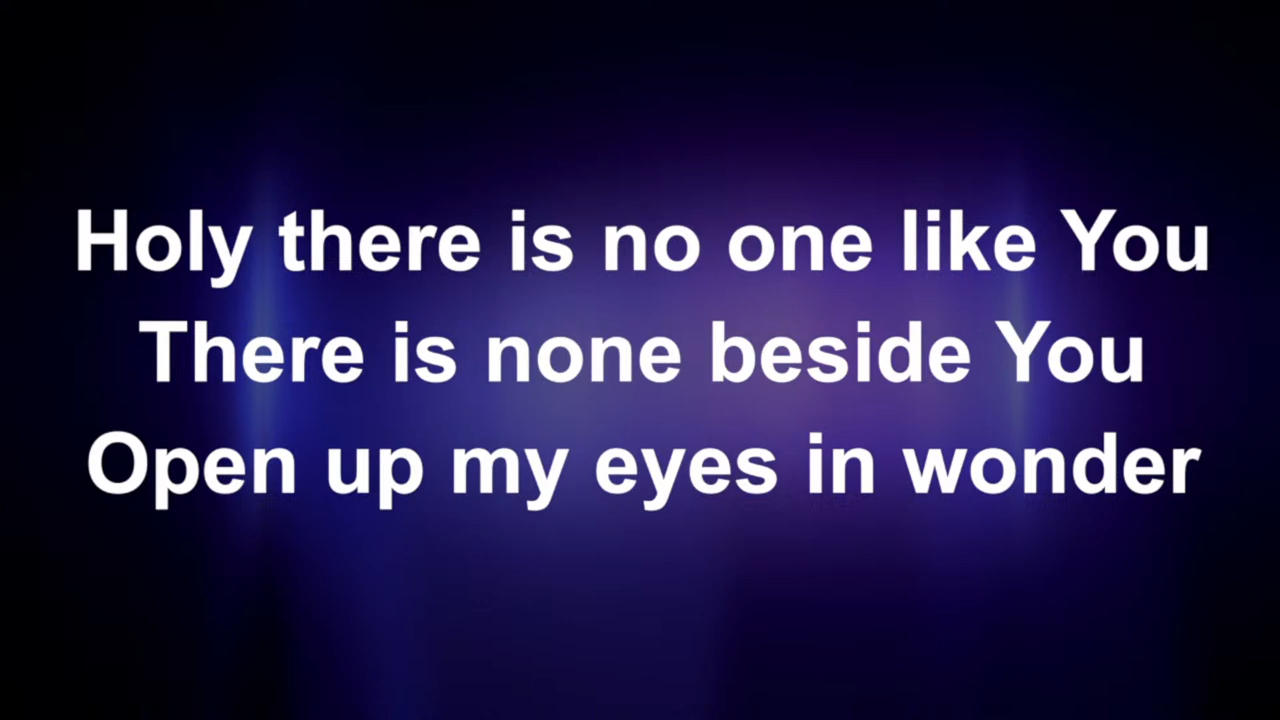 Holy there is no one like You
There is none beside You
Open up my eyes in wonder